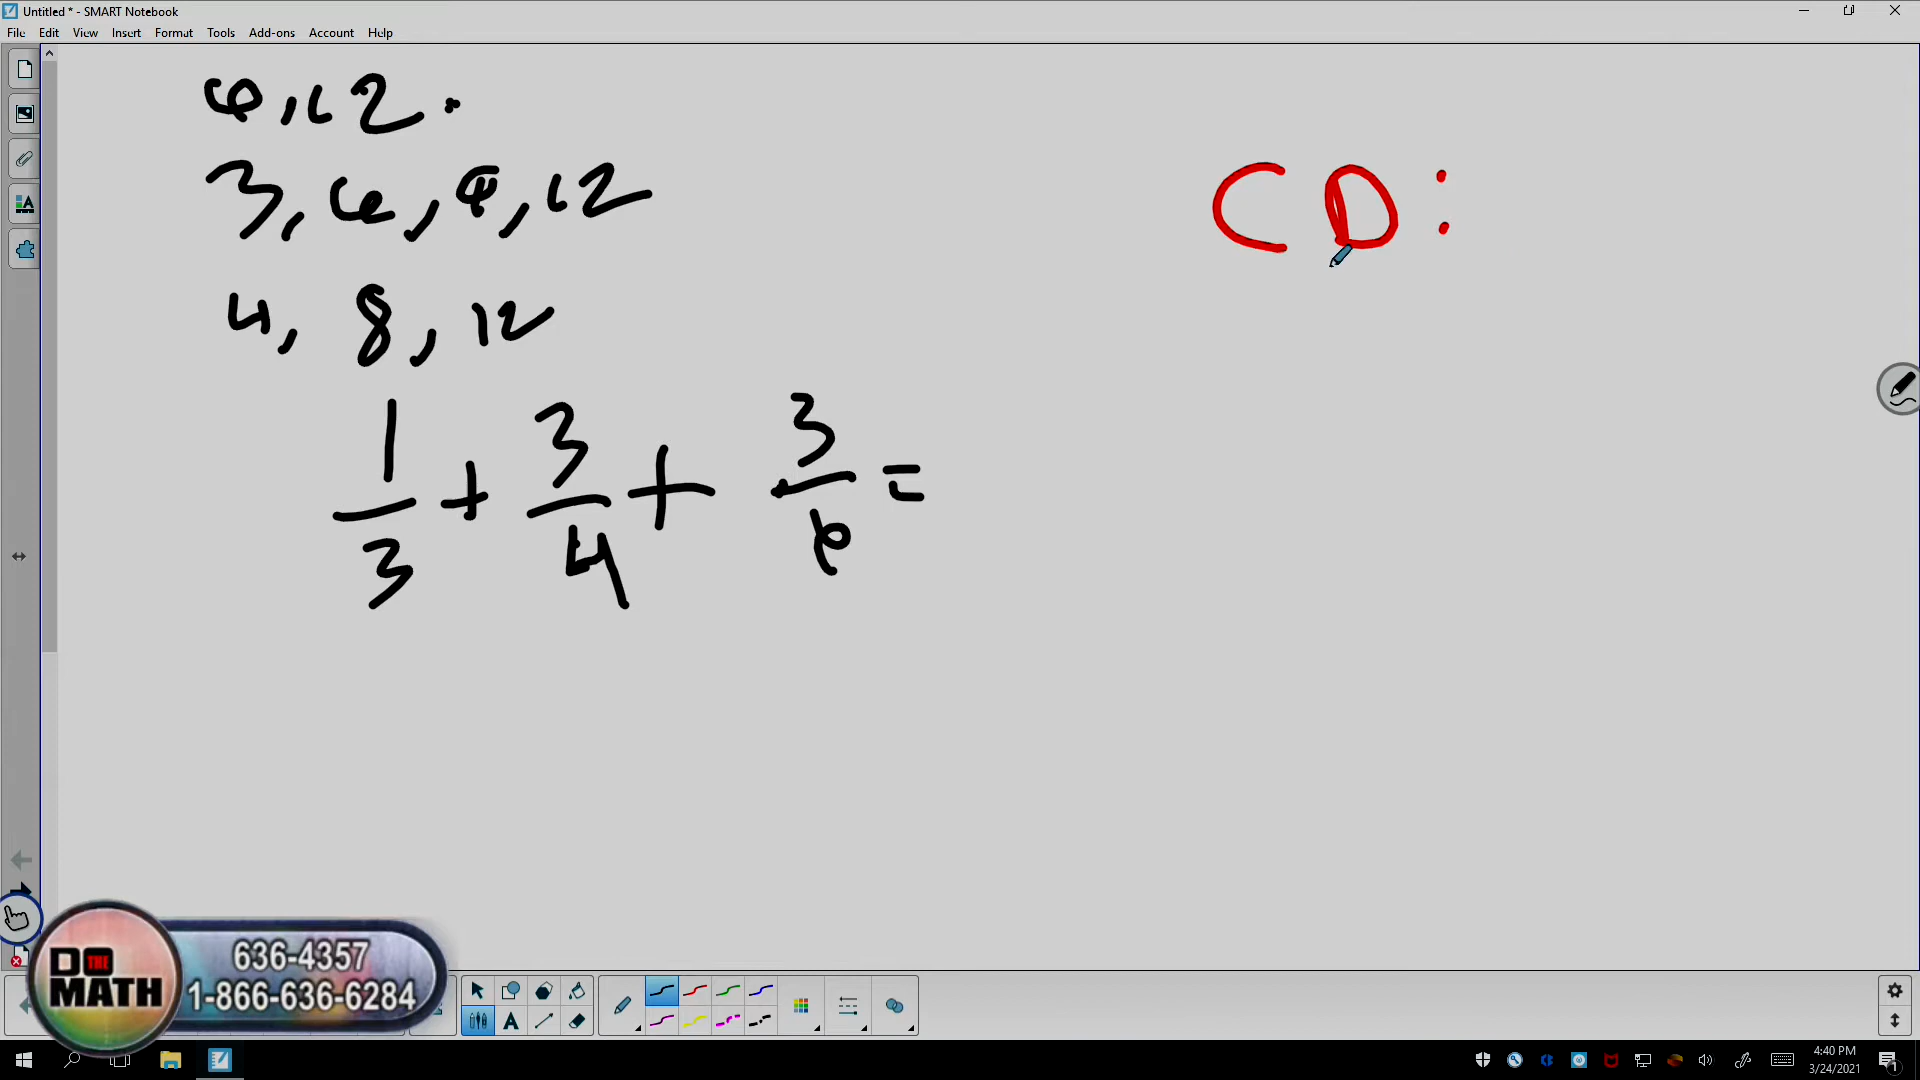 Untitled * - SMART Notebook
File Edit View Insert Format Tools Add-ons Account Help
6, 12
3, 6, 9, 12
4, 8, 12
CD:
1/3 + 3/4 + 3/6 =
DO THE MATH
636-4357
1-866-636-6284
4:40 PM
3/24/2021